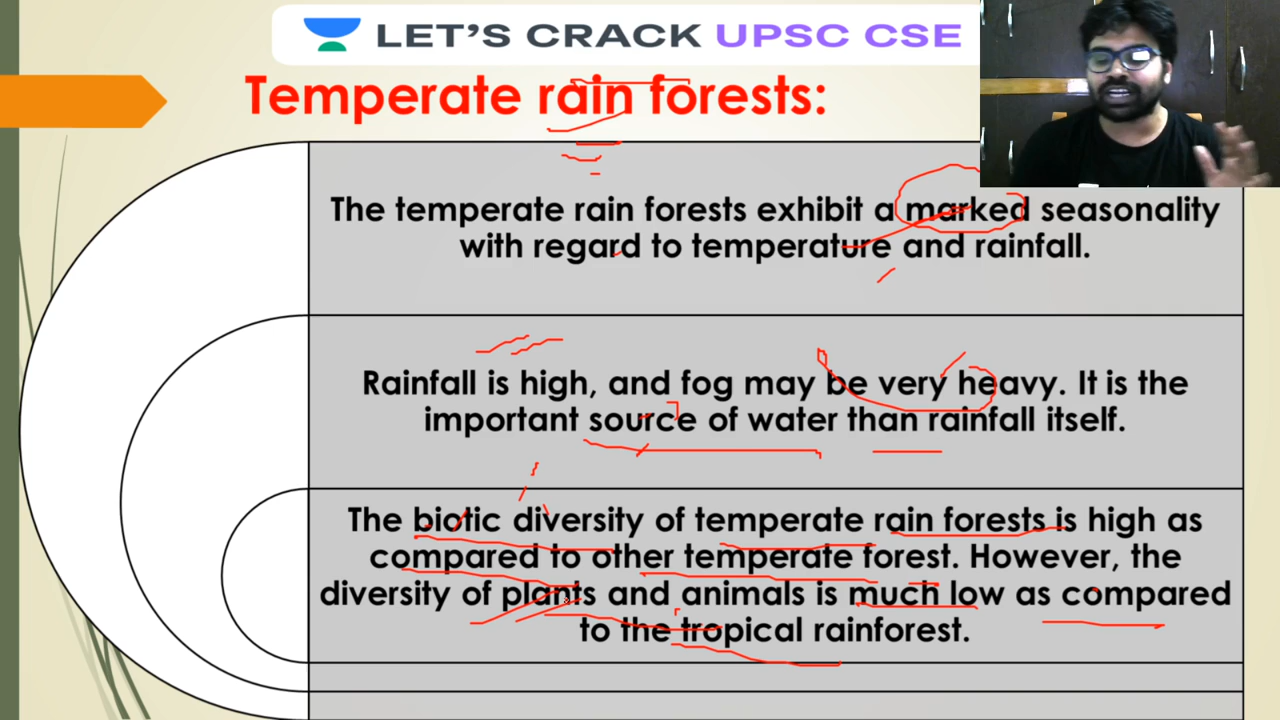 LET'S CRACK UPSC CSE
Temperate rain forests:
The temperate rain forests exhibit a marked seasonality
with regard to temperature and rainfall.
Rainfall is high, and fog may be very heavy. It is the
important source of water than rainfall itself.
The biotic diversity of temperate rain forests is high as
compared to other temperate forest. However, the
diversity of plants and animals is much low as compared
to the tropical rainforest.